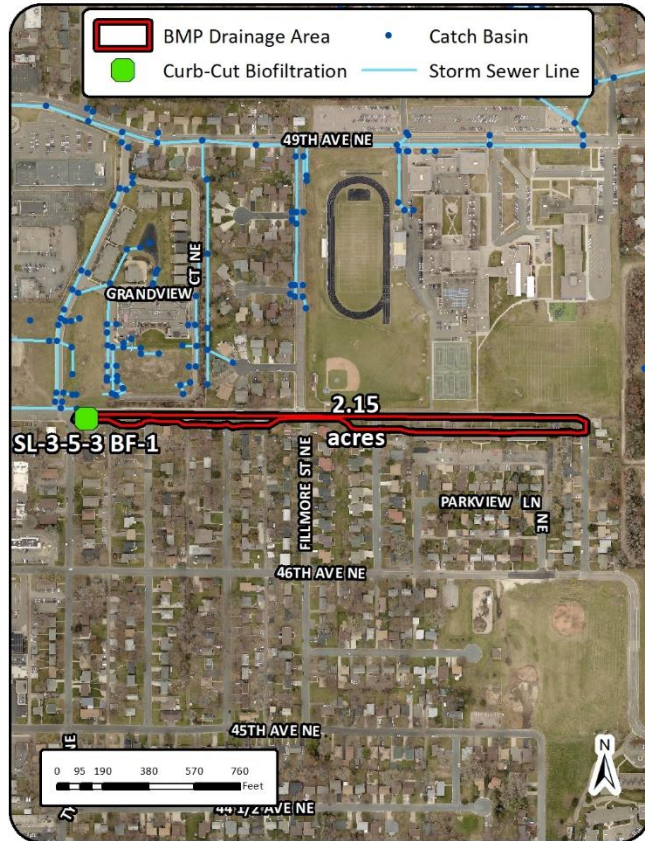 BMP Drainage Area
Catch Basin
Curb-Cut Biofiltration
Storm Sewer Line
49TH AVE NE
GRANDVIEW
CT NE
2.15
acres
SL-3-5-3 BF-1
FILLMORE ST NE
PARKVIEW LN
NE
46TH AVE NE
45TH AVE NE
44 1/2 AVE NE
NE
N
0 95 190 380 570 760
Feet